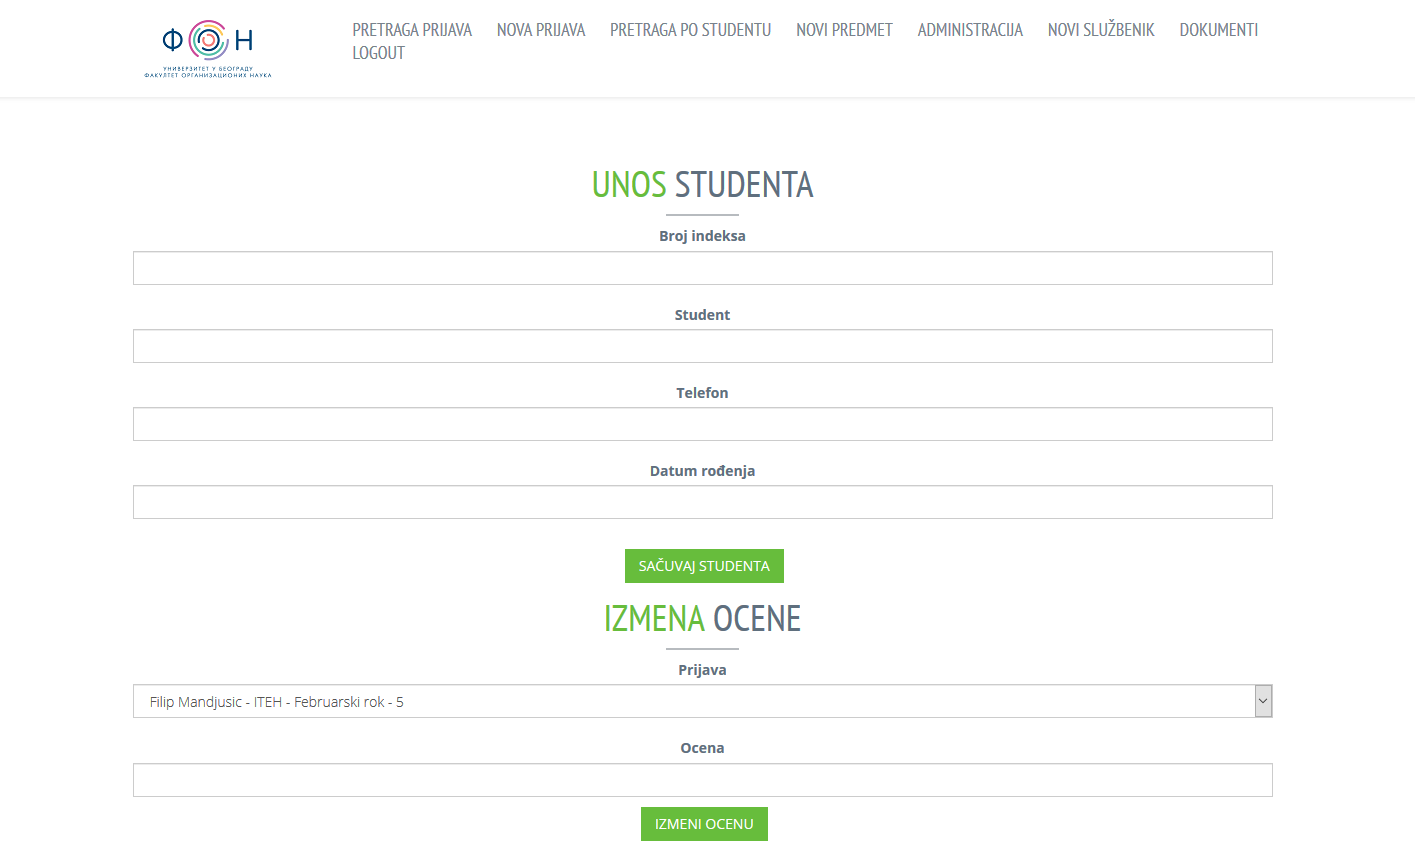 ФОН
УНИВЕРЗИТЕТ У БЕОГРАДУ
ФАКУЛТЕТ ОРГАНИЗАЦИОНИХ НАУКА
PRETRAGA PRIJAVA NOVA PRIJAVA PRETRAGA PO STUDENTU NOVI PREDMET ADMINISTRACIJA NOVI SLUŽBENIK DOKUMENTI
LOGOUT
UNOS STUDENTA
Broj indeksa
Student
Telefon
Datum rođenja
SAČUVAJ STUDENTA
IZMENA OCENE
Prijava
Filip Mandjusic - ITEH - Februarski rok - 5
Ocena
IZMENI OCENU